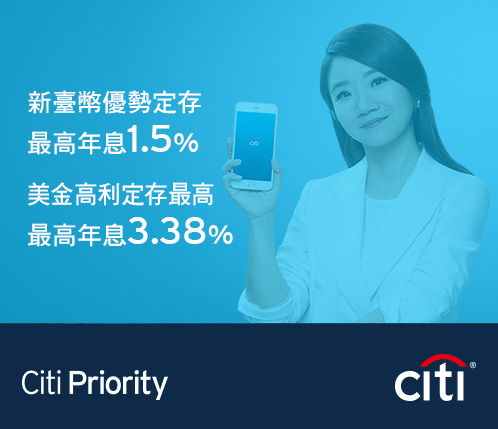 新臺幣優勢定存
最高年息1.5%
美金高利定存最高
最高年息3.38%
citi
Citi Priority
citi®